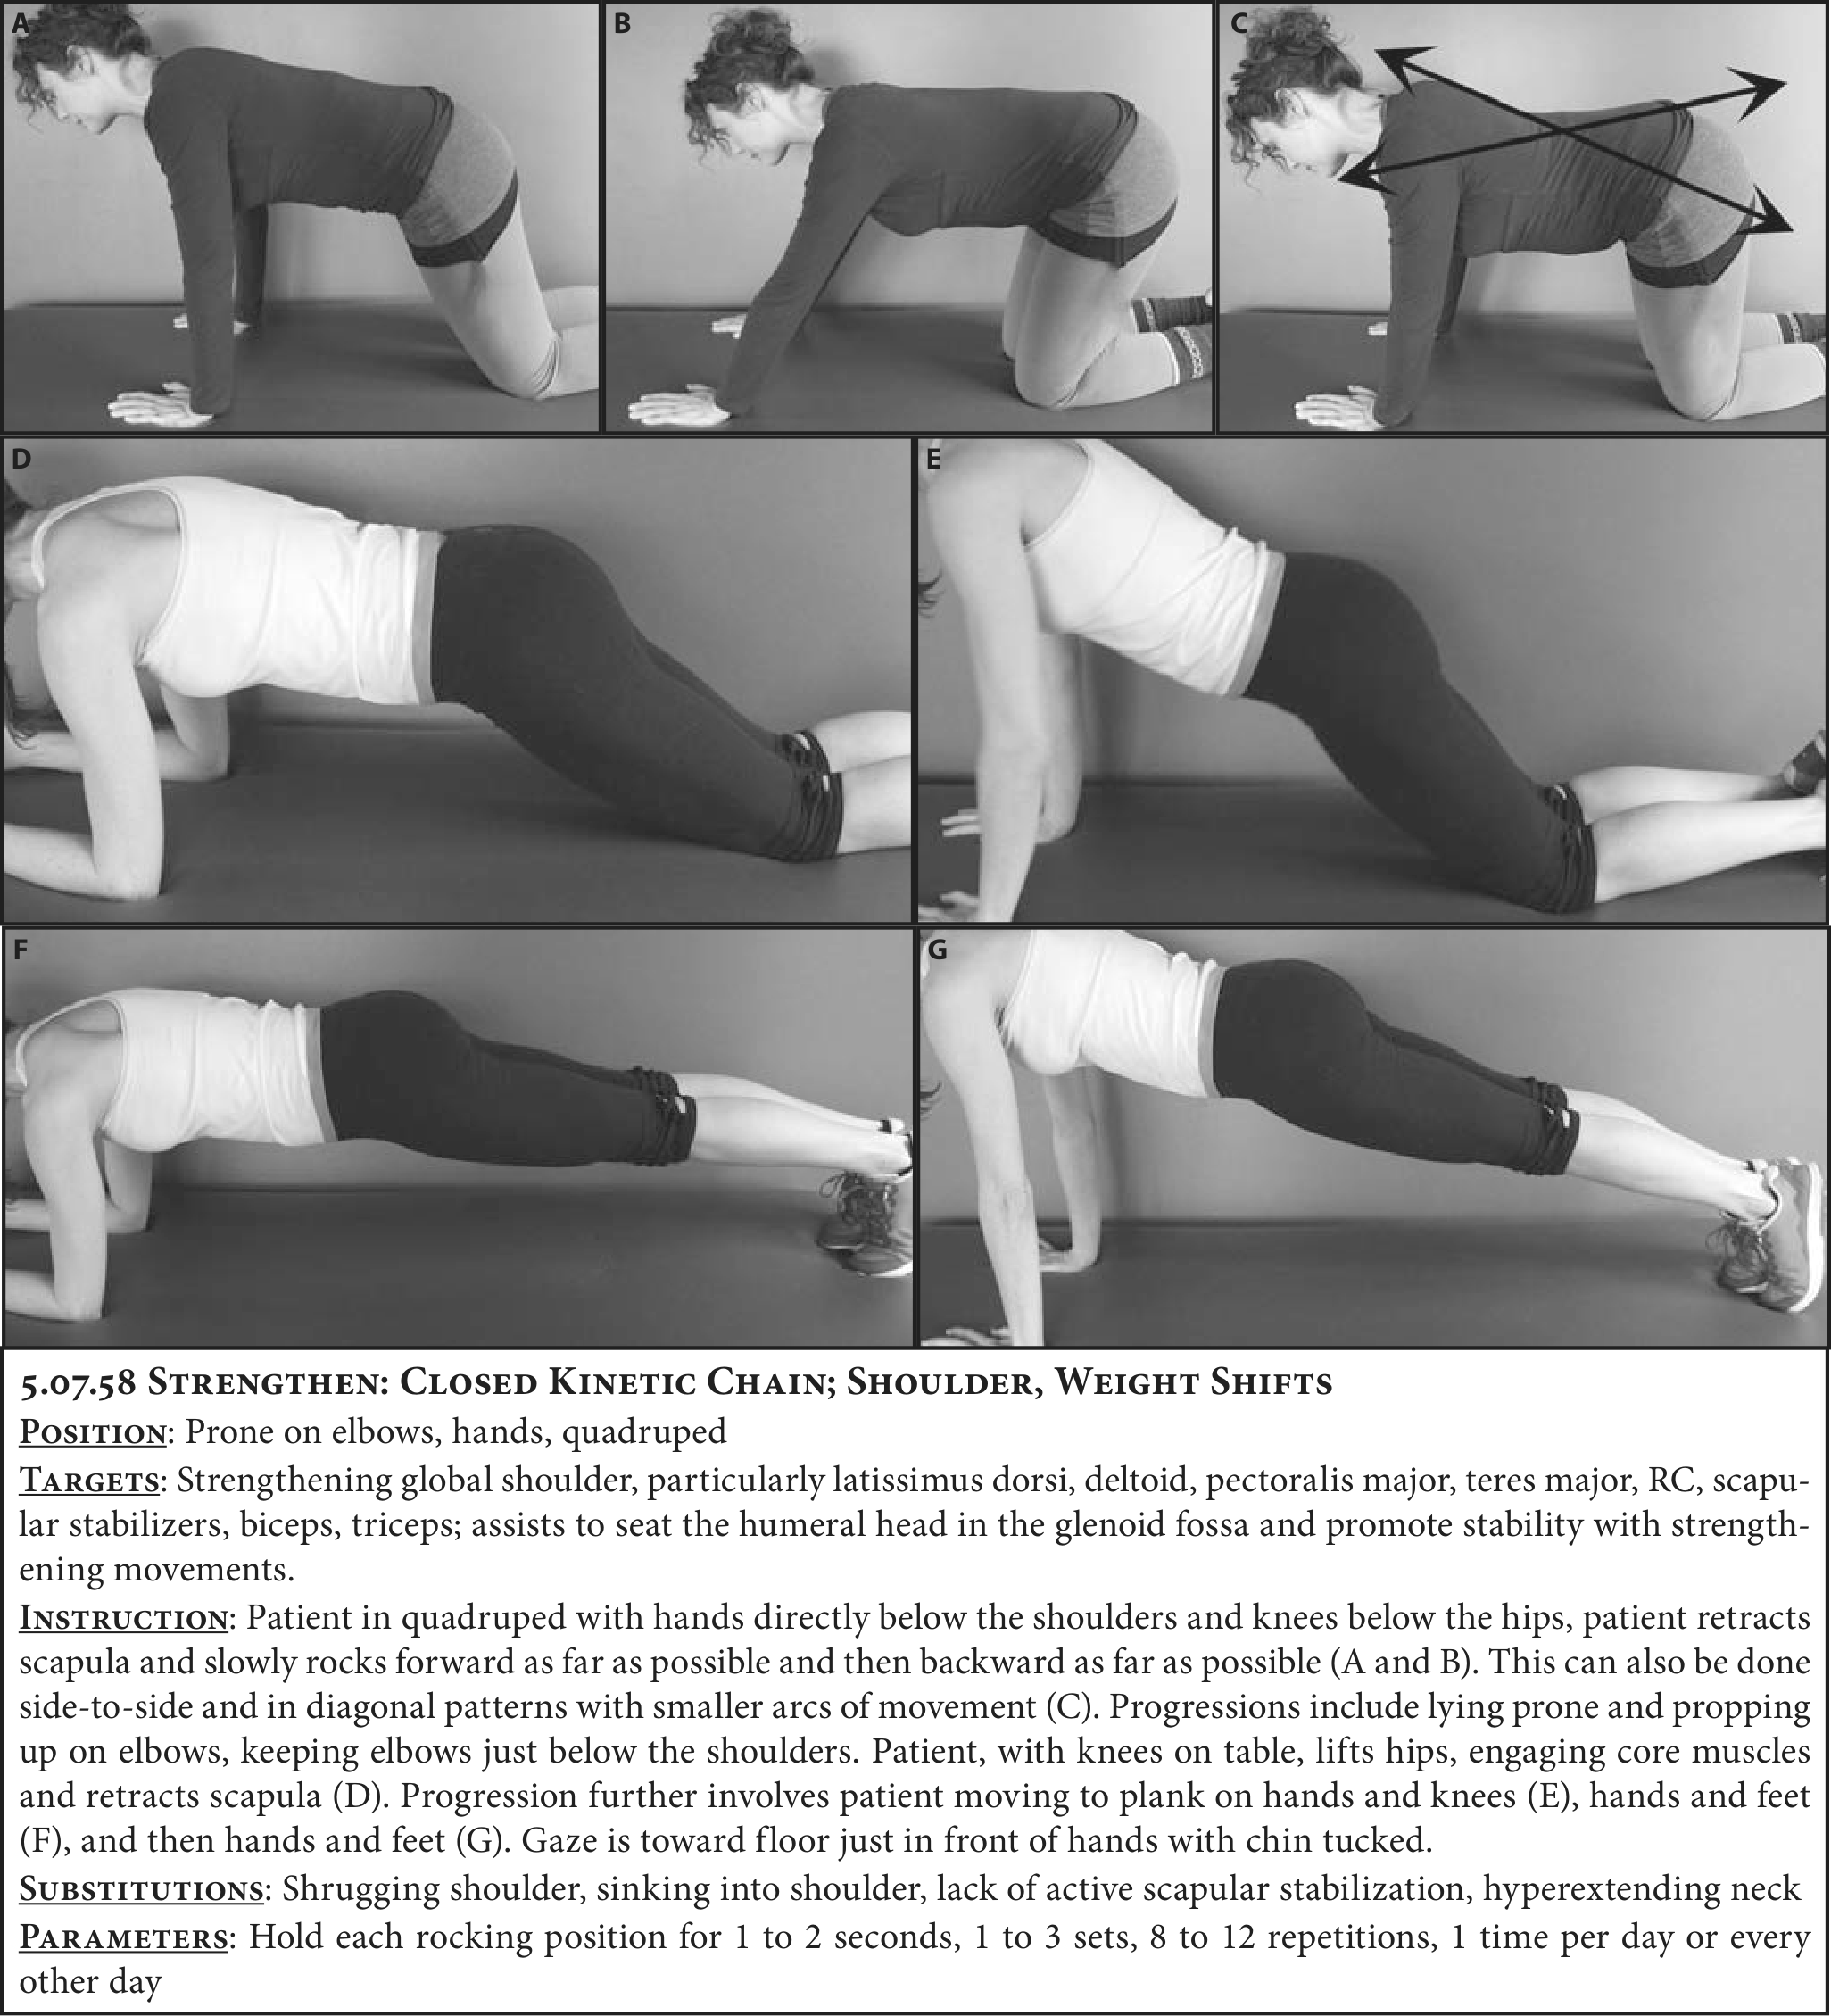 A
B
C
D
E
F
G
5.07.58 Strengthen: Closed Kinetic Chain; Shoulder, Weight Shifts
Position: Prone on elbows, hands, quadruped
Targets: Strengthening global shoulder, particularly latissimus dorsi, deltoid, pectoralis major, teres major, RC, scapu-
lar stabilizers, biceps, triceps; assists to seat the humeral head in the glenoid fossa and promote stability with strength-
ening movements.
Instruction: Patient in quadruped with hands directly below the shoulders and knees below the hips, patient retracts
scapula and slowly rocks forward as far as possible and then backward as far as possible (A and B). This can also be done
side-to-side and in diagonal patterns with smaller arcs of movement (C). Progressions include lying prone and propping
up on elbows, keeping elbows just below the shoulders. Patient, with knees on table, lifts hips, engaging core muscles
and retracts scapula (D). Progression further involves patient moving to plank on hands and knees (E), hands and feet
(F), and then hands and feet (G). Gaze is toward floor just in front of hands with chin tucked.
Substitutions: Shrugging shoulder, sinking into shoulder, lack of active scapular stabilization, hyperextending neck
Parameters: Hold each rocking position for 1 to 2 seconds, 1 to 3 sets, 8 to 12 repetitions, 1 time per day or every
other day